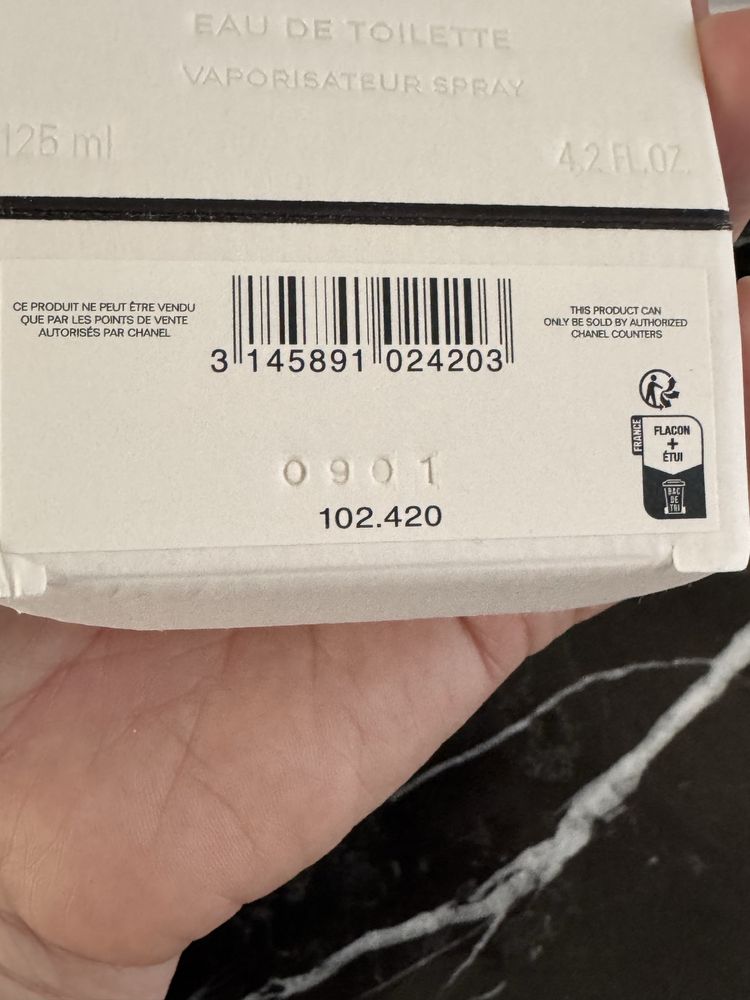 EAU DE TOILETTE
VAPORISATEUR SPRAY
125 ml
4,2 FL.OZ.
CE PRODUIT NE PEUT ÊTRE VENDU
QUE PAR LES POINTS DE VENTE
AUTORISÉS PAR CHANEL
3 145891 024203
THIS PRODUCT CAN
ONLY BE SOLD BY AUTHORIZED
CHANEL COUNTERS
FRANCE
FLACON
+
ÉTUI
BAC
DE
TRI
0901
102.420